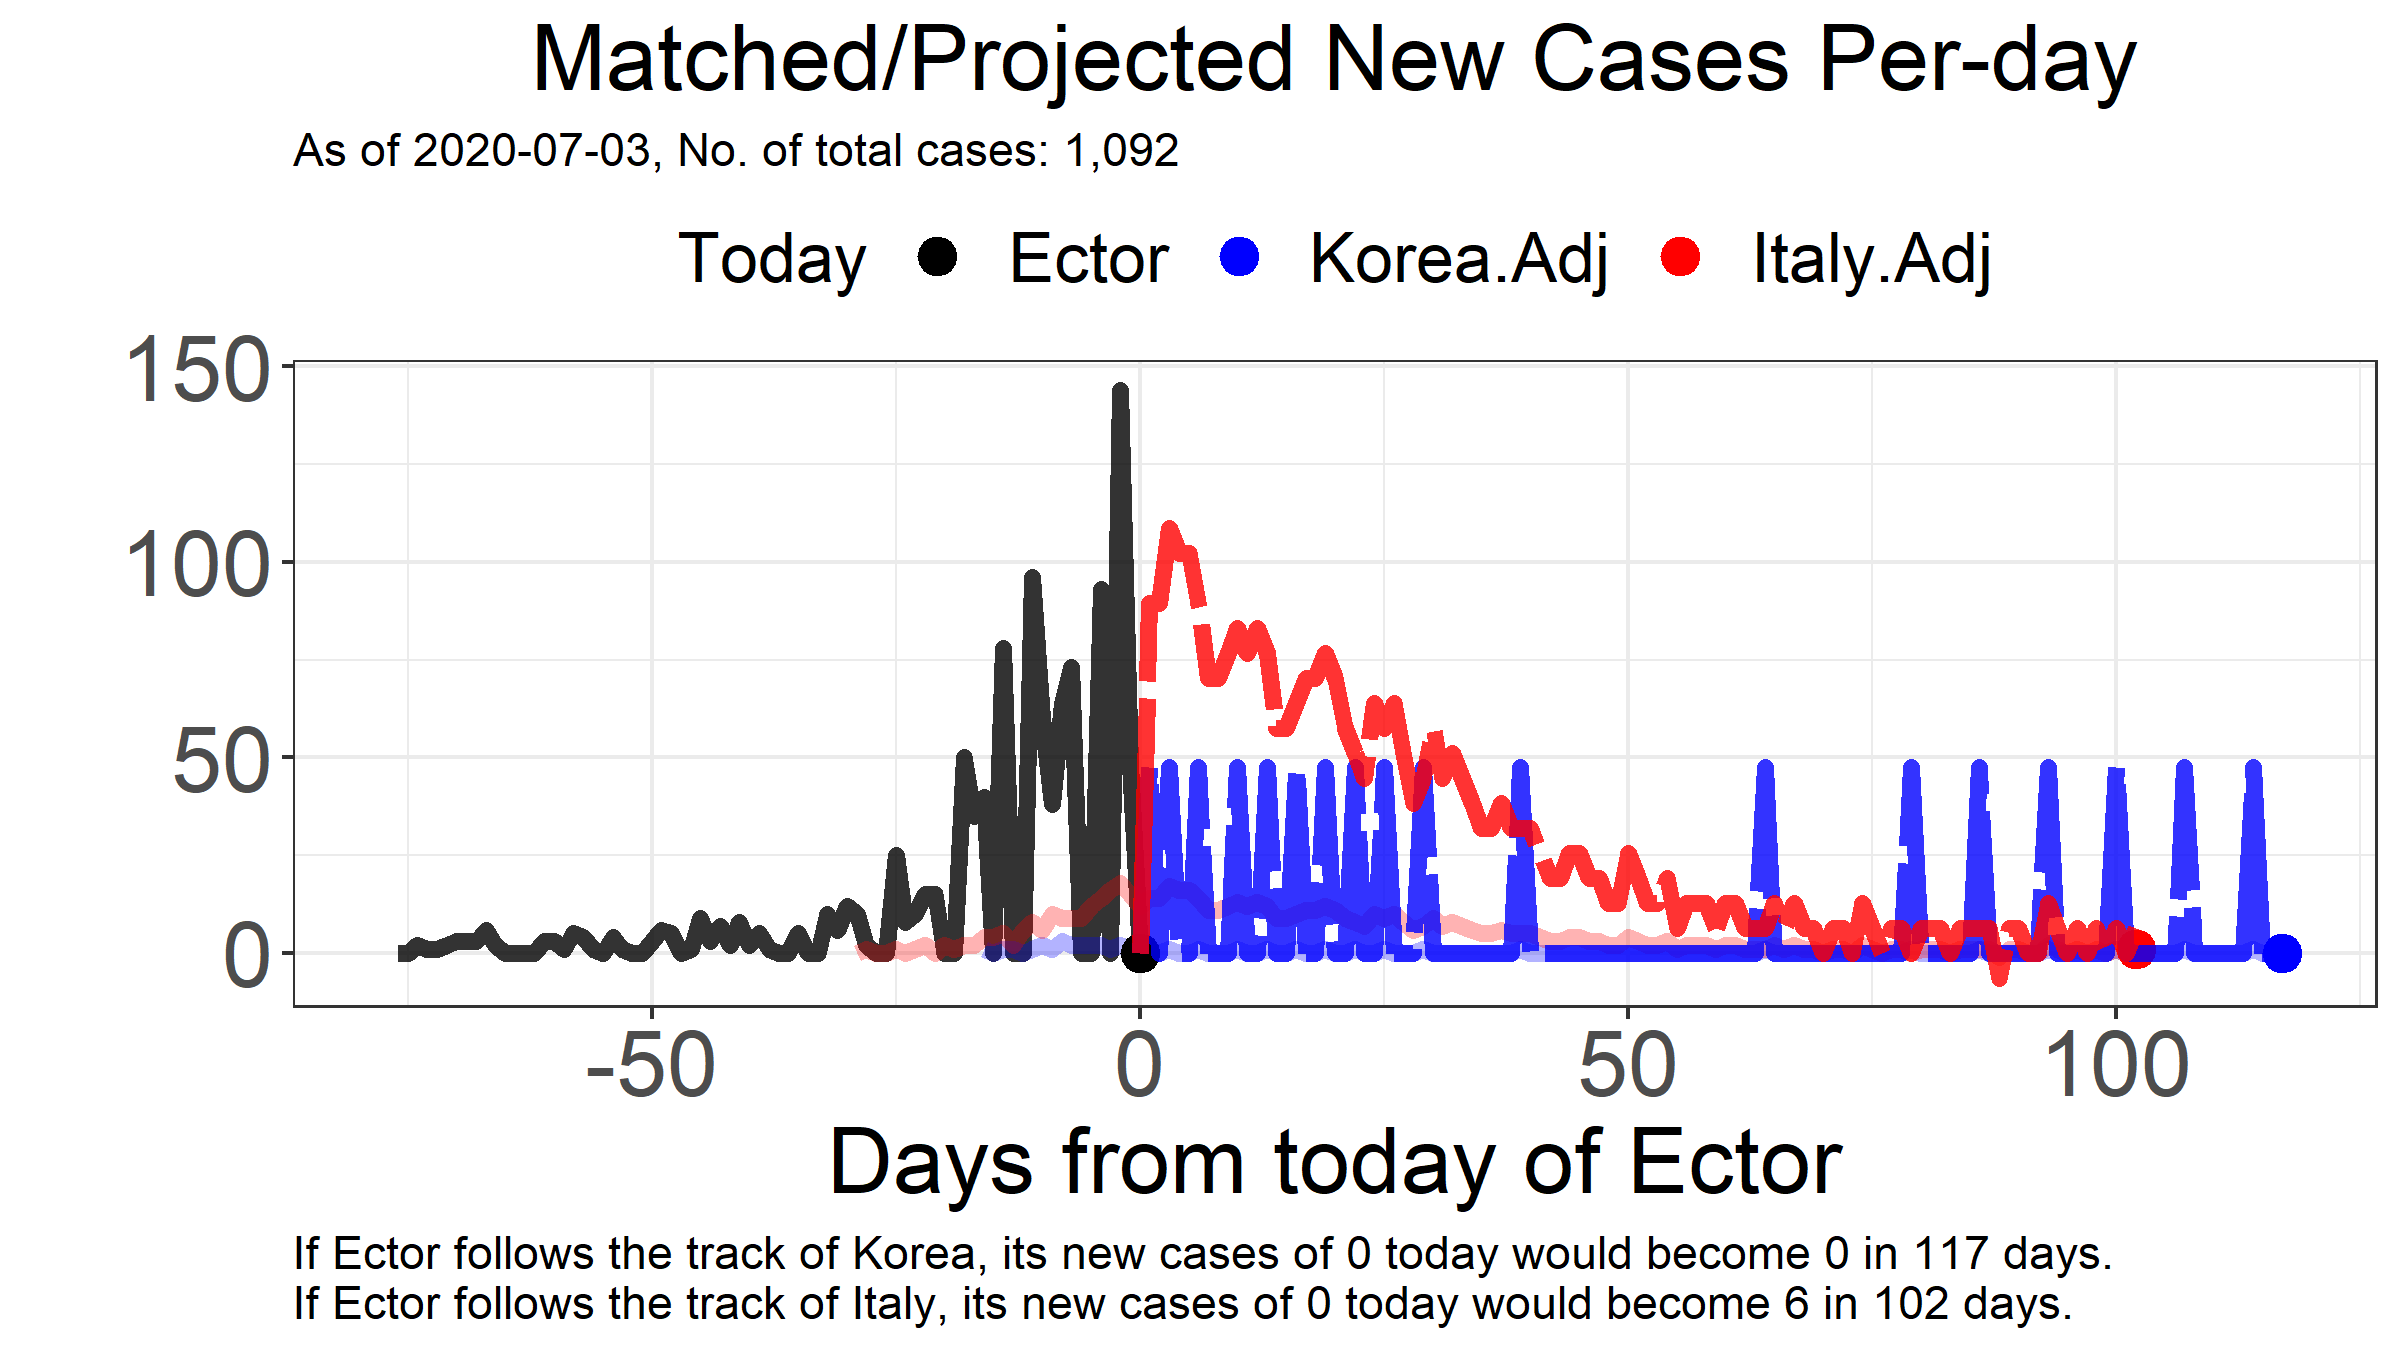 Matched/Projected New Cases Per-day
As of 2020-07-03, No. of total cases: 1,092
Today Ector Korea.Adj Italy.Adj
150
100
50
0
-50 0 50 100
Days from today of Ector
If Ector follows the track of Korea, its new cases of 0 today would become 0 in 117 days.
If Ector follows the track of Italy, its new cases of 0 today would become 6 in 102 days.